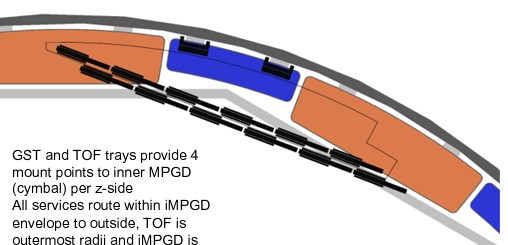 GST and TOF trays provide 4
mount points to inner MPGD
(cymbal) per z-side
All services route within iMPGD
envelope to outside, TOF is
outermost radii and iMPGD is